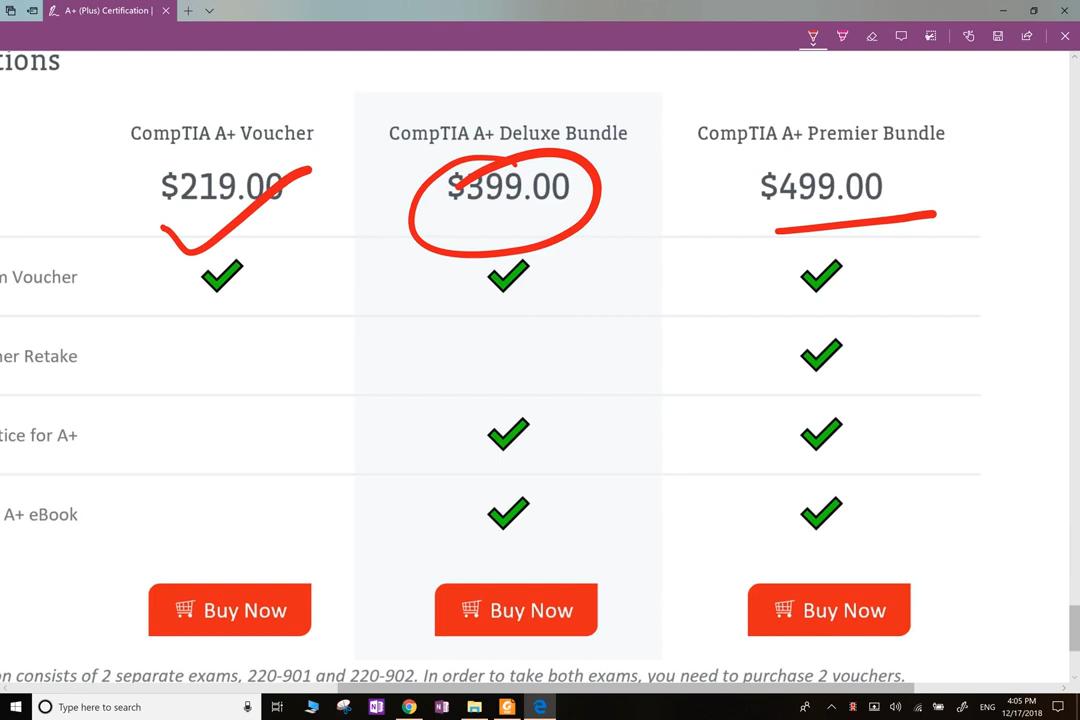 A+ (Plus) Certification |
tions
CompTIA A+ Voucher
CompTIA A+ Deluxe Bundle
CompTIA A+ Premier Bundle
$219.00
$399.00
$499.00
m Voucher
her Retake
tice for A+
A+ eBook
Buy Now
Buy Now
Buy Now
on consists of 2 separate exams, 220-901 and 220-902. In order to take both exams, you need to purchase 2 vouchers.
Type here to search
ENG
4:05 PM
12/17/2018